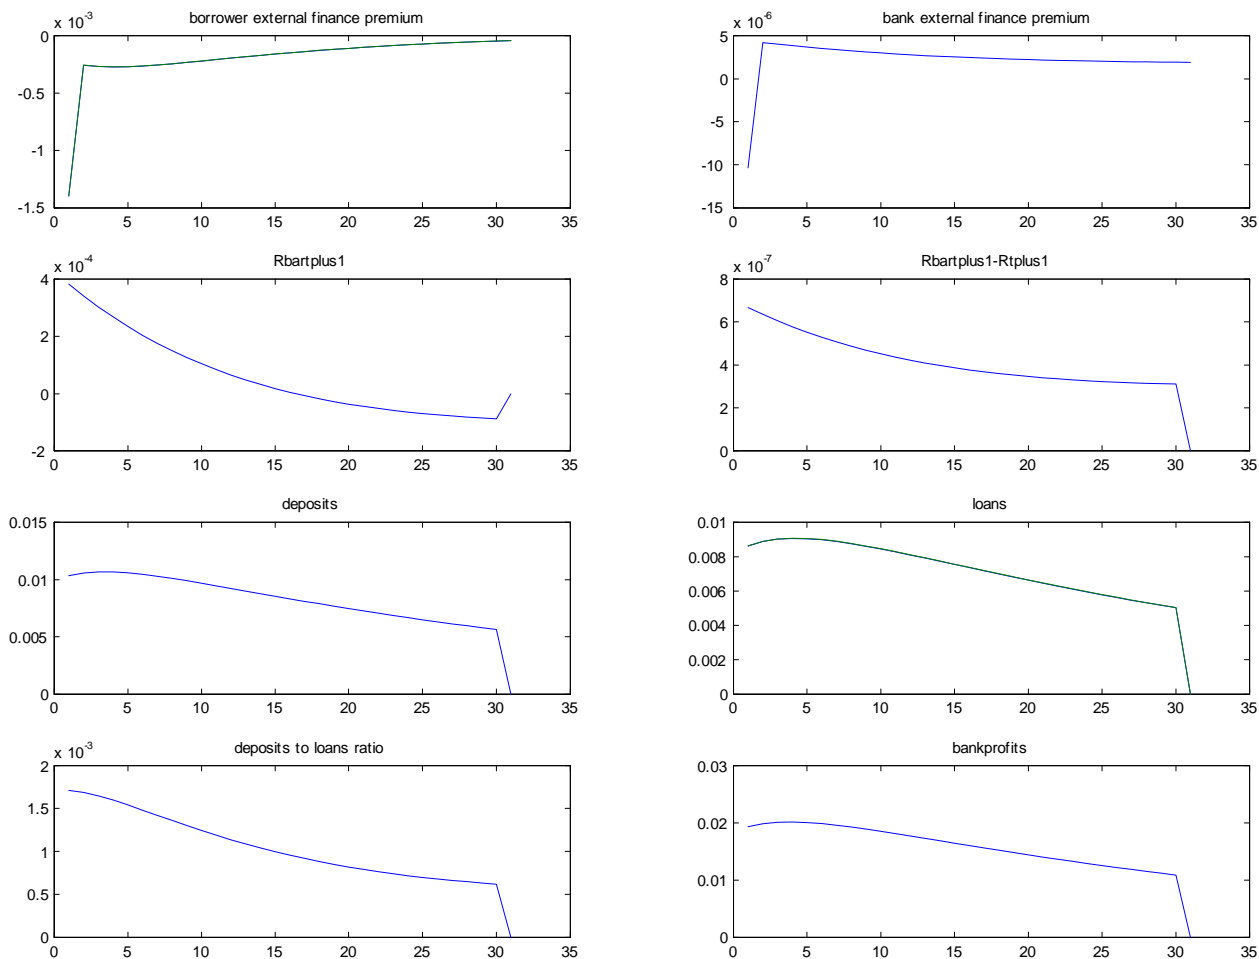 borrower external finance premium
x 10-3
0
-0.5
-1
-1.5
0 5 10 15 20 25 30 35
bank external finance premium
x 10-6
5
0
-5
-10
-15
0 5 10 15 20 25 30 35
Rbartplus1
x 10-4
4
2
0
-2
0 5 10 15 20 25 30 35
Rbartplus1-Rtplus1
x 10-7
8
6
4
2
0
0 5 10 15 20 25 30 35
deposits
0.015
0.01
0.005
0
0 5 10 15 20 25 30 35
loans
0.01
0.008
0.006
0.004
0.002
0
0 5 10 15 20 25 30 35
deposits to loans ratio
x 10-3
2
1.5
1
0.5
0
0 5 10 15 20 25 30 35
bankprofits
0.03
0.02
0.01
0
0 5 10 15 20 25 30 35